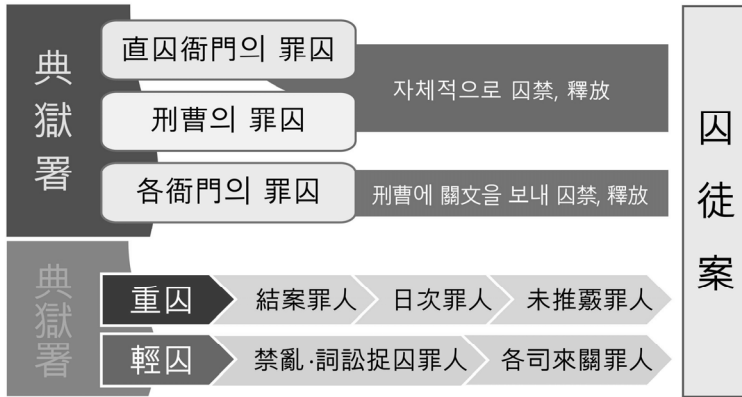 典獄署
直囚衙門의 罪囚
刑曹의 罪囚
各衙門의 罪囚
자체적으로 囚禁, 釋放
刑曹에 關文을 보내 囚禁, 釋放
典獄署
重囚
結案罪人
日次罪人
未推覈罪人
輕囚
禁亂·詞訟捉囚罪人
各司來關罪人
囚徒案